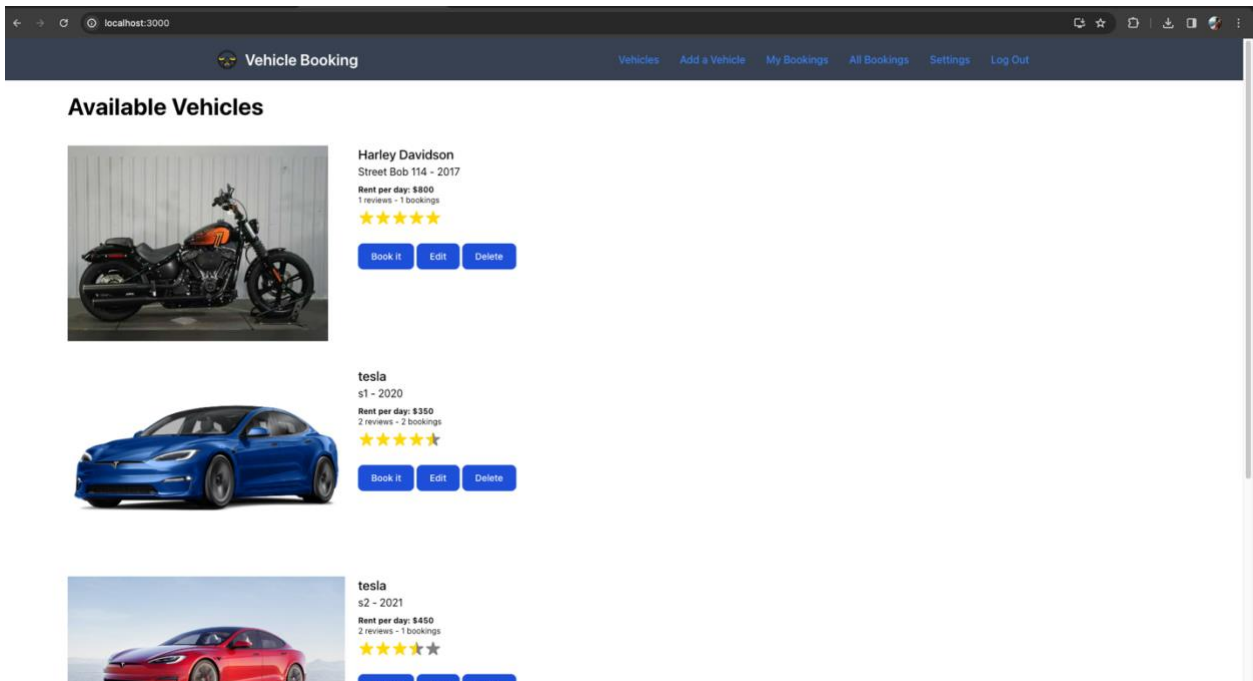 localhost:3000
Vehicle Booking
Vehicles Add a Vehicle My Bookings All Bookings Settings Log Out
Available Vehicles
Harley Davidson
Street Bob 114 - 2017
Rent per day: $800
1 reviews - 1 bookings
Book it Edit Delete
tesla
s1 - 2020
Rent per day: $350
2 reviews - 2 bookings
Book it Edit Delete
tesla
s2 - 2021
Rent per day: $450
2 reviews - 1 bookings